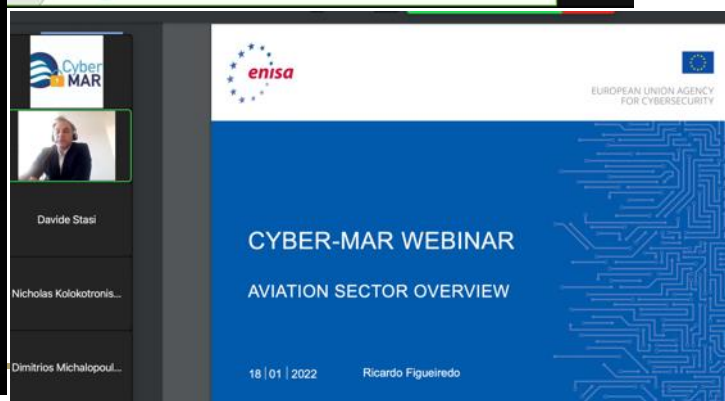 Cyber
MAR
Davide Stasi
Nicholas Kolokotronis...
Dimitrios Michalopoul...
enisa
EUROPEAN UNION AGENCY
FOR CYBERSECURITY
CYBER-MAR WEBINAR
AVIATION SECTOR OVERVIEW
18 | 01 | 2022 Ricardo Figueiredo